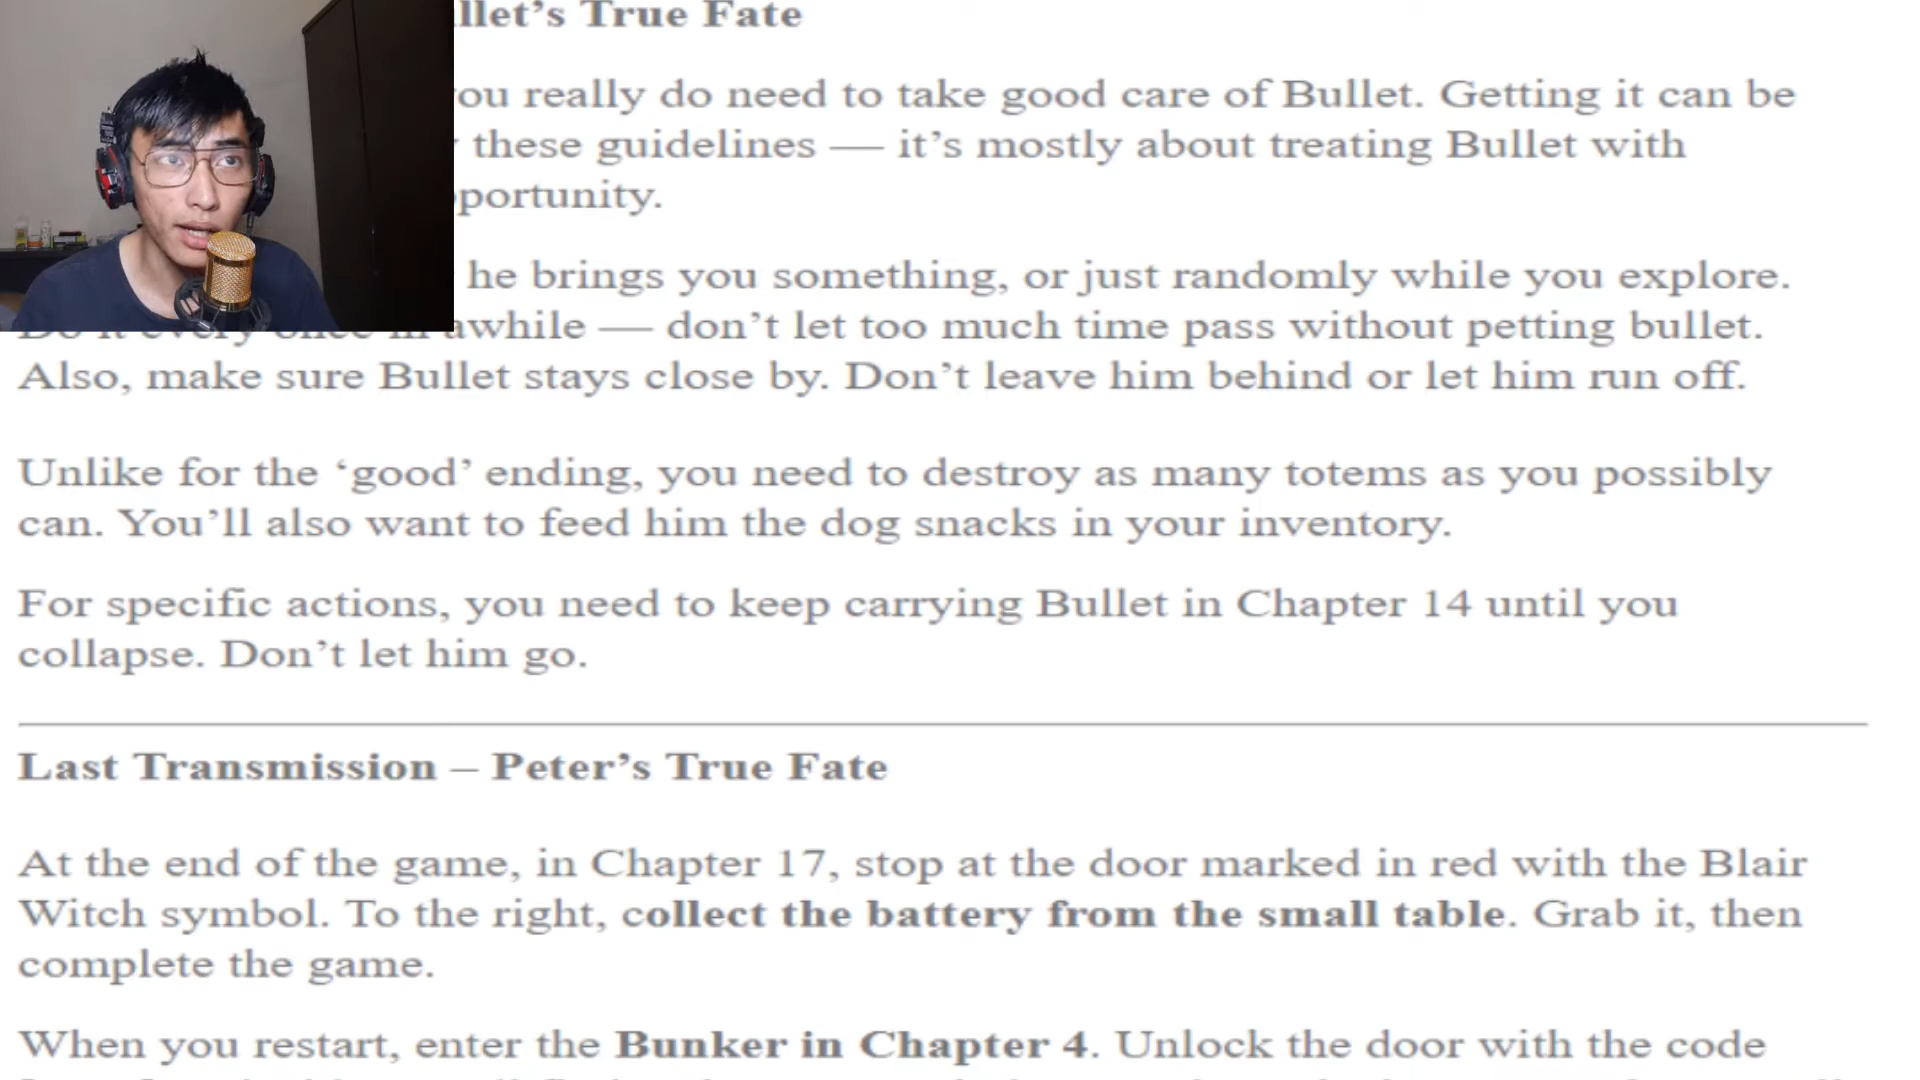 llet’s True Fate
ou really do need to take good care of Bullet. Getting it can be
these guidelines — it’s mostly about treating Bullet with
pportunity.
he brings you something, or just randomly while you explore.
Do it every once in awhile — don’t let too much time pass without petting bullet.
Also, make sure Bullet stays close by. Don’t leave him behind or let him run off.
Unlike for the ‘good’ ending, you need to destroy as many totems as you possibly
can. You’ll also want to feed him the dog snacks in your inventory.
For specific actions, you need to keep carrying Bullet in Chapter 14 until you
collapse. Don’t let him go.
Last Transmission – Peter’s True Fate
At the end of the game, in Chapter 17, stop at the door marked in red with the Blair
Witch symbol. To the right, collect the battery from the small table. Grab it, then
complete the game.
When you restart, enter the Bunker in Chapter 4. Unlock the door with the code